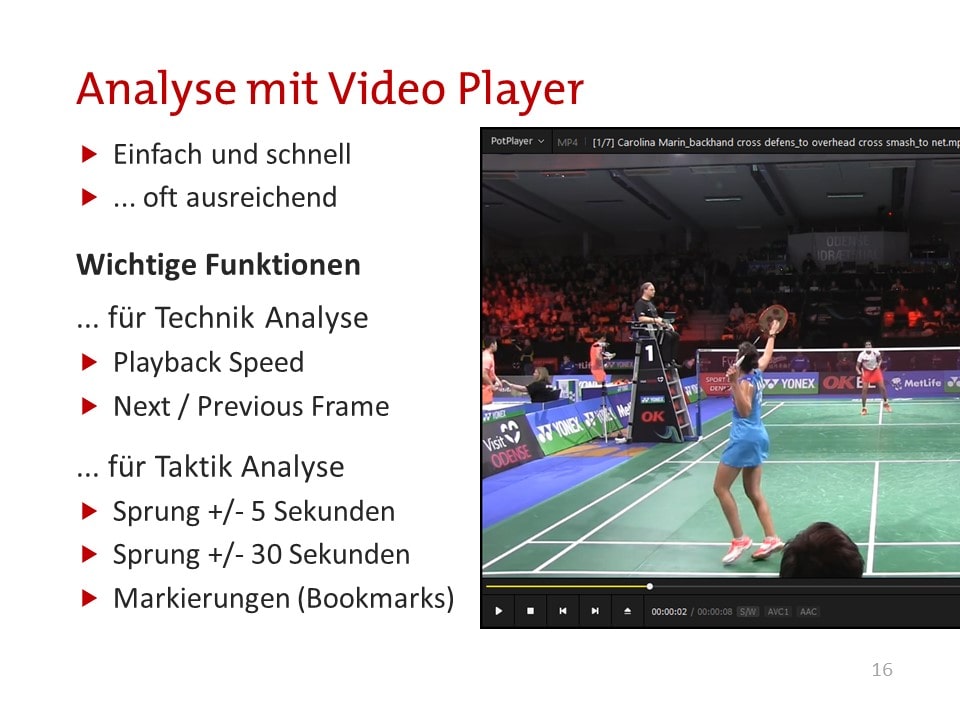 Analyse mit Video Player
Einfach und schnell
... oft ausreichend
Wichtige Funktionen
... für Technik Analyse
Playback Speed
Next / Previous Frame
... für Taktik Analyse
Sprung +/- 5 Sekunden
Sprung +/- 30 Sekunden
Markierungen (Bookmarks)
PotPlayer MP4 [1/7] Carolina Marin_backhand cross defens_to overhead cross smash_to net.mp
ODENSE
IDRÆTSHAL
1
OK
YONEX
Visit
ODENSE
YONEX
YONEX
SPORT
YONEX
OK
MetLife
00:00:02 / 00:00:08 S/W AVC1 AAC
16